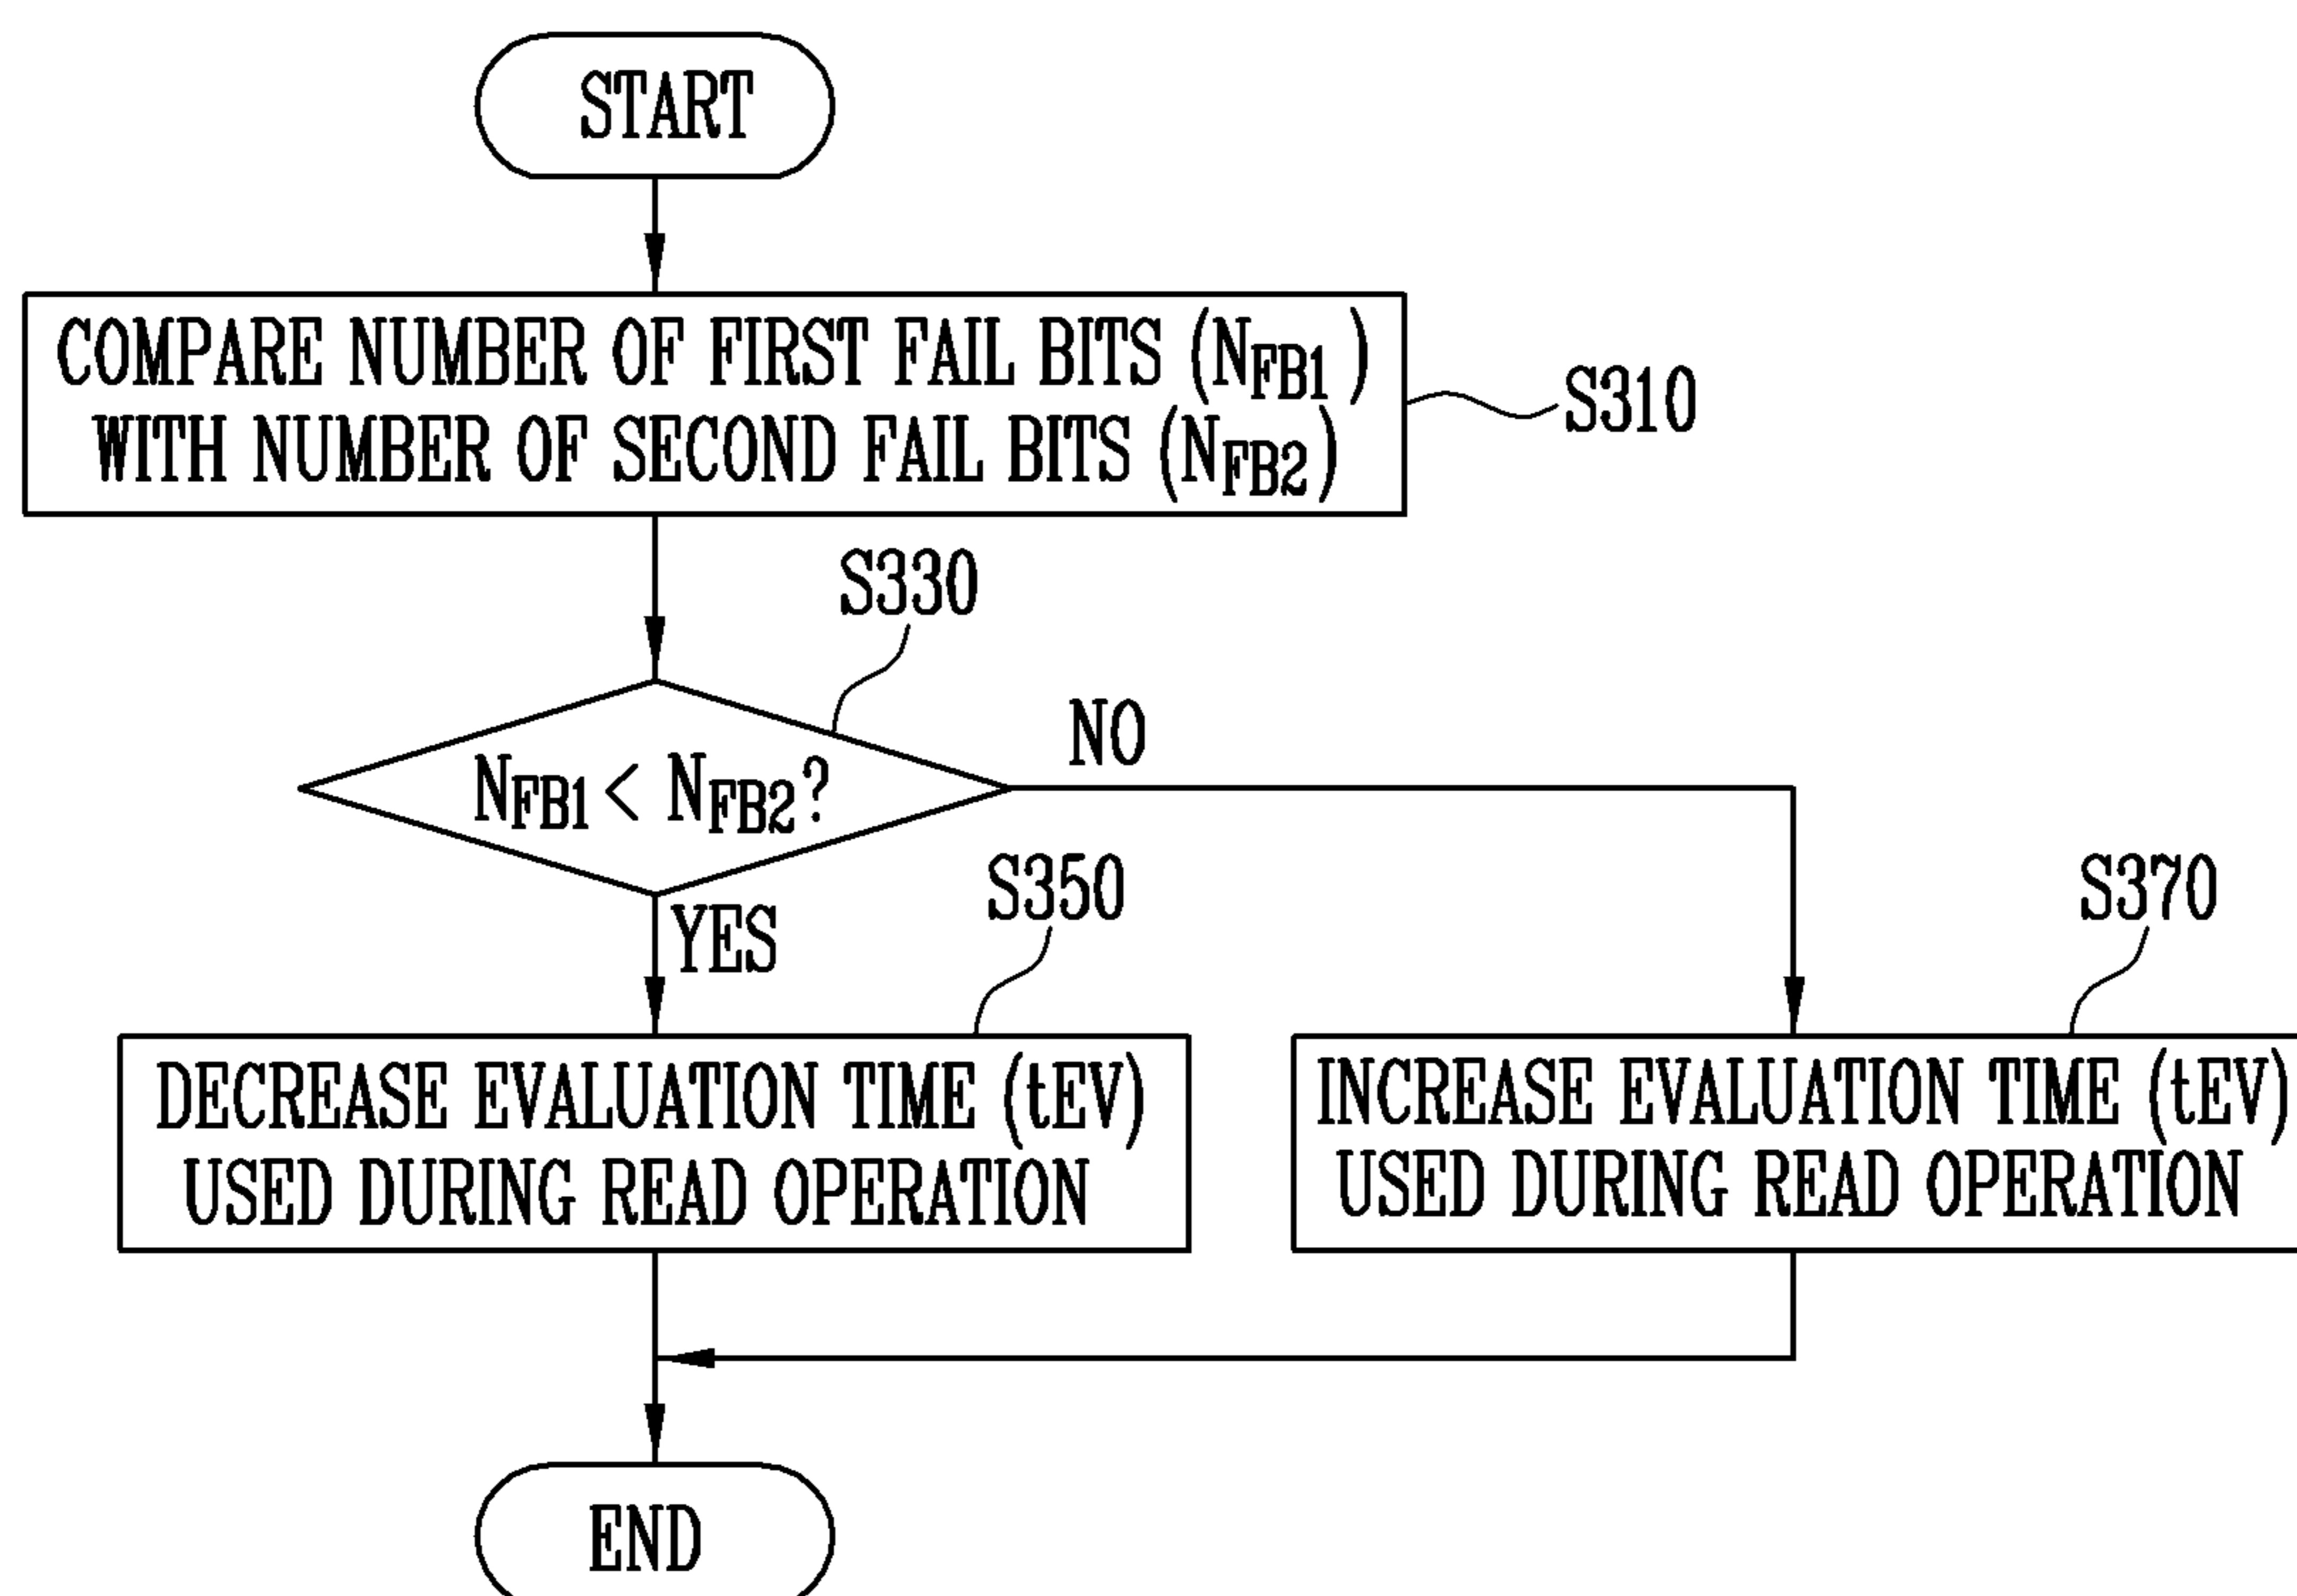 START
COMPARE NUMBER OF FIRST FAIL BITS (NFB1)
WITH NUMBER OF SECOND FAIL BITS (NFB2)
S310
S330
NFB1 < NFB2?
NO
YES
S350
S370
DECREASE EVALUATION TIME (tEV)
USED DURING READ OPERATION
INCREASE EVALUATION TIME (tEV)
USED DURING READ OPERATION
END